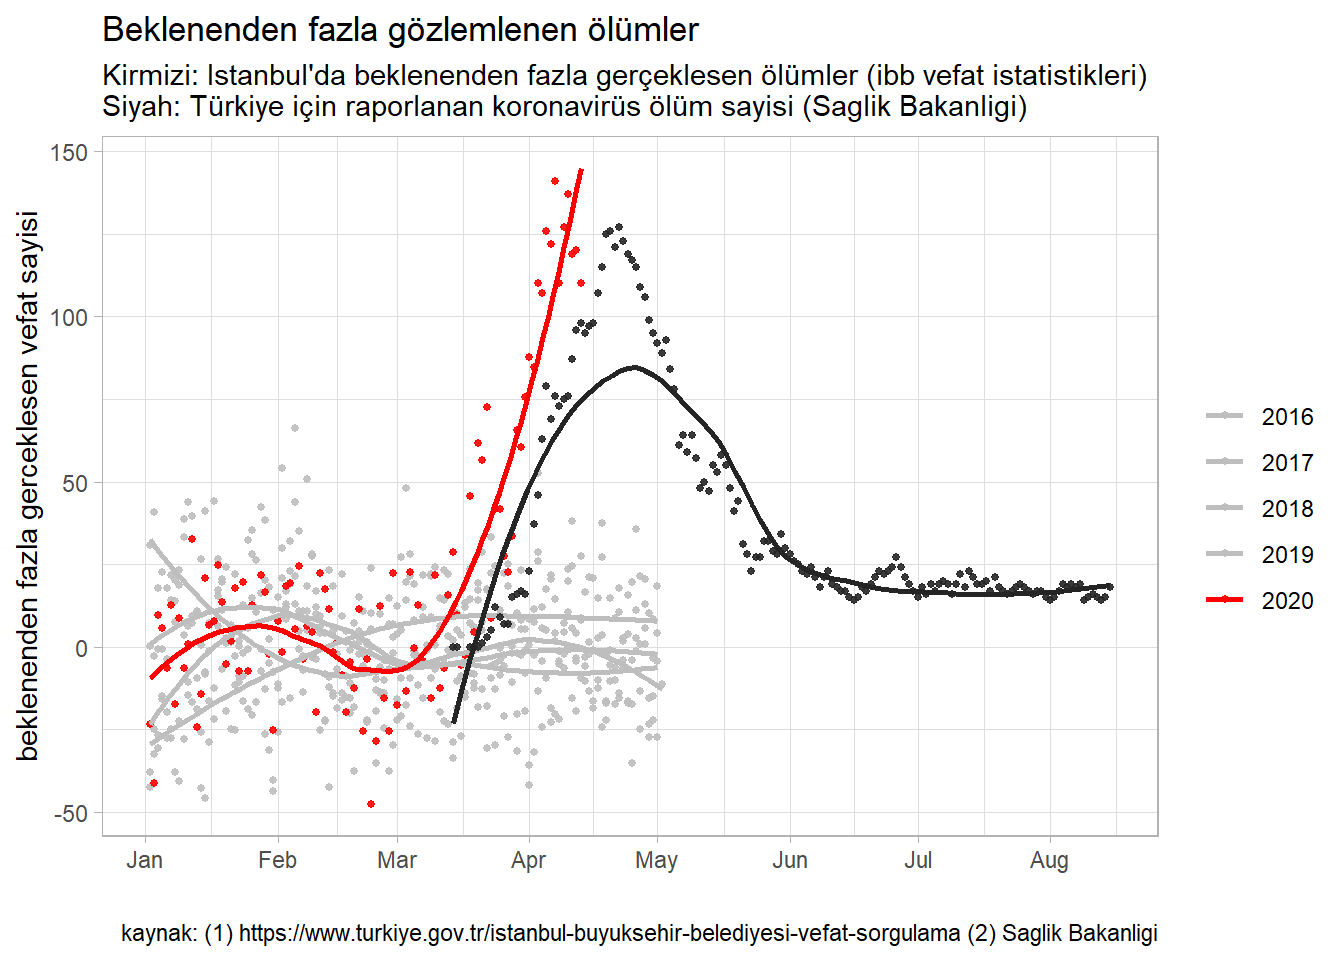 Beklenenden fazla gözlemlenen ölümler
Kirmizi: Istanbul'da beklenenden fazla gerçeklesen ölümler (ibb vefat istatistikleri)
Siyah: Türkiye için raporlanan koronavirüs ölüm sayisi (Saglik Bakanligi)
beklenenden fazla gerceklesen vefat sayisi
150
100
50
0
-50
Jan Feb Mar Apr May Jun Jul Aug
2016
2017
2018
2019
2020
kaynak: (1) https://www.turkiye.gov.tr/istanbul-buyuksehir-belediyesi-vefat-sorgulama (2) Saglik Bakanligi